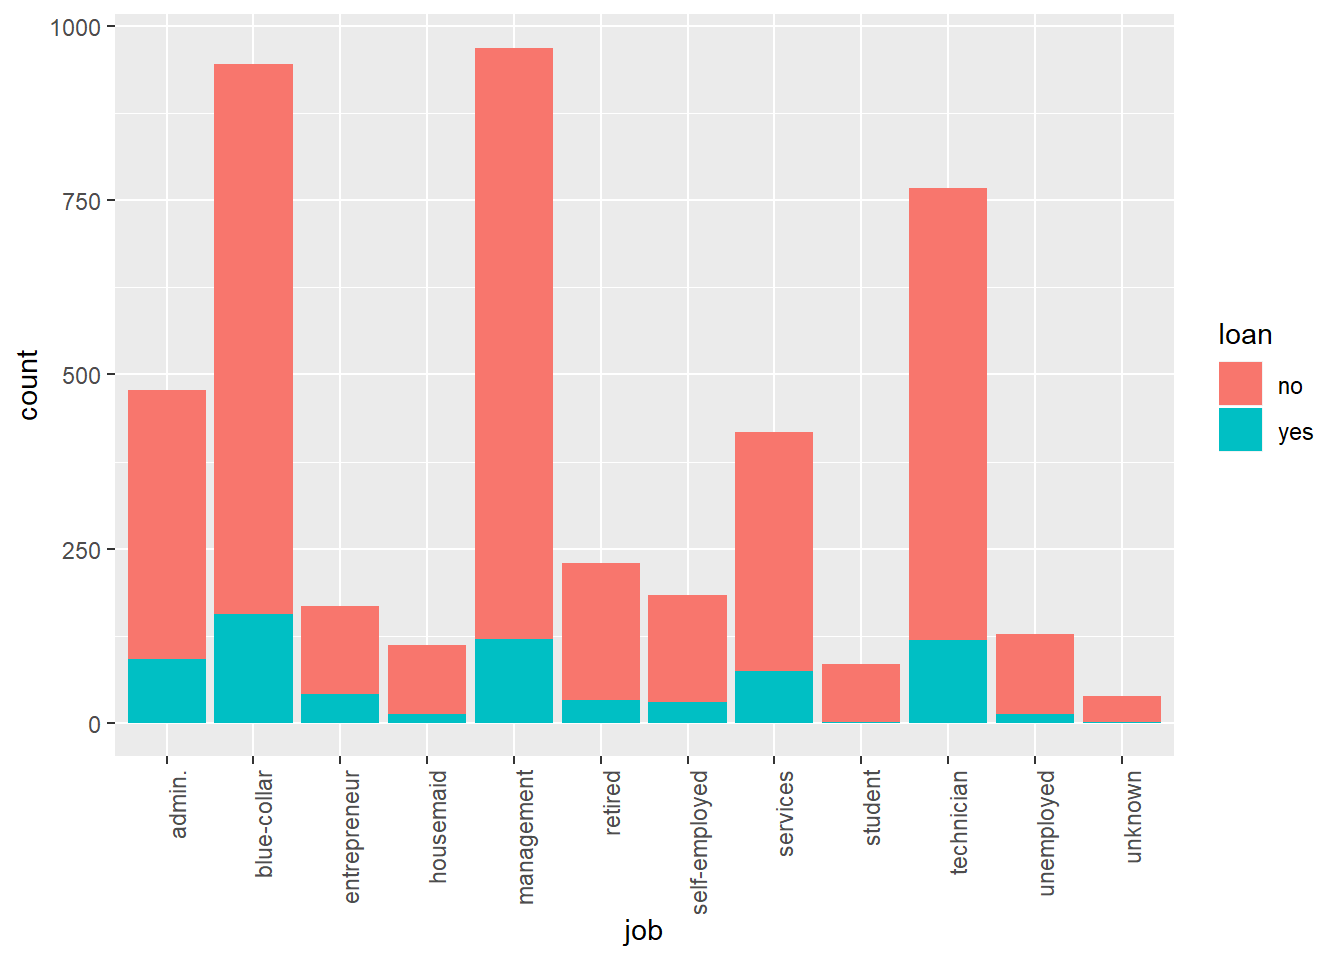 1000
750
500
250
0
count
admin.
blue-collar
entrepreneur
housemaid
management
retired
self-employed
services
student
technician
unemployed
unknown
job
loan
no
yes